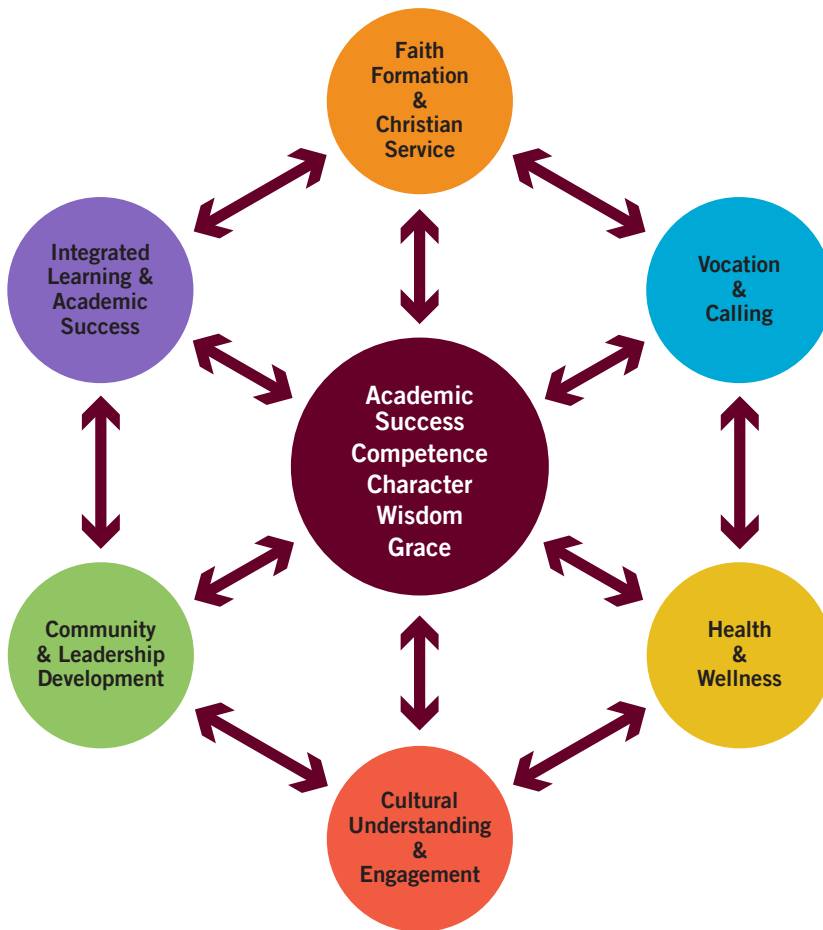 Faith
Formation
&
Christian
Service
Integrated
Learning &
Academic
Success
Vocation
&
Calling
Academic
Success
Competence
Character
Wisdom
Grace
Community
& Leadership
Development
Health
&
Wellness
Cultural
Understanding
&
Engagement